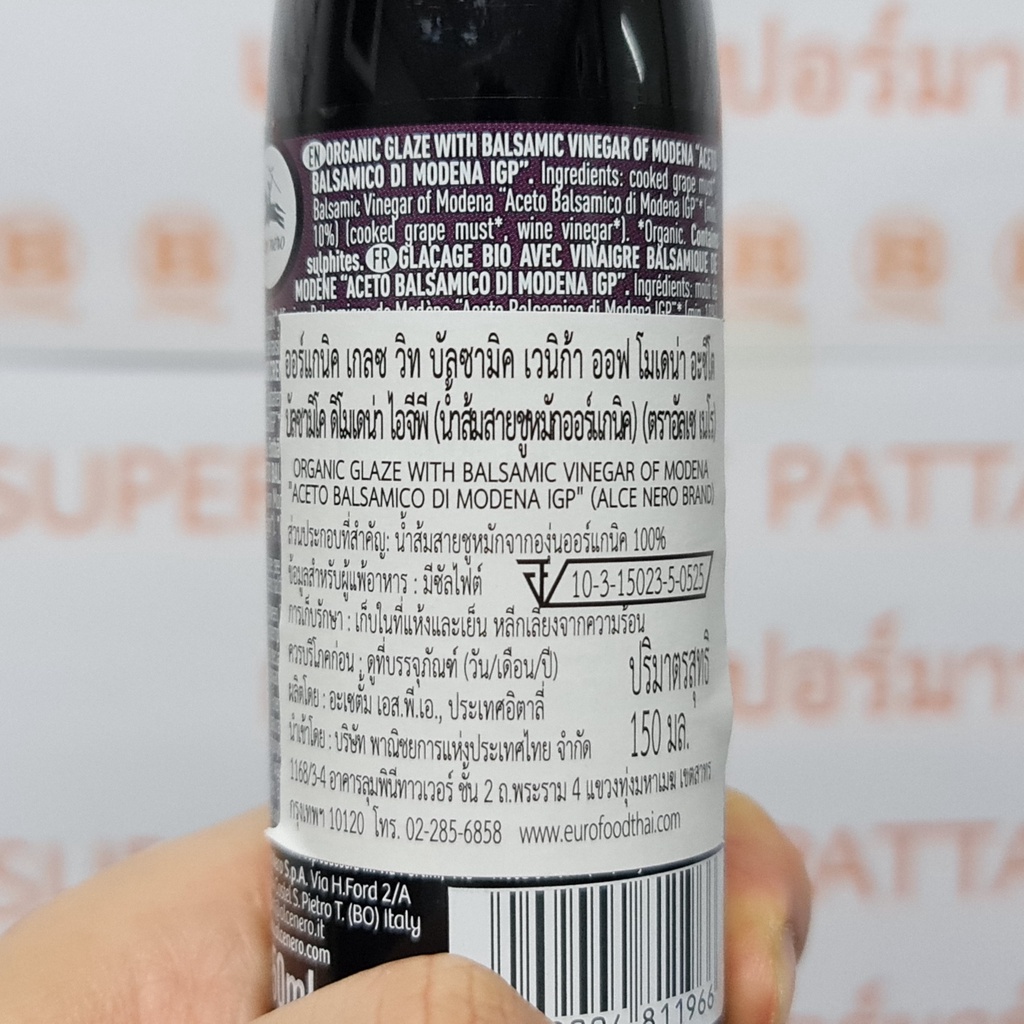 EN ORGANIC GLAZE WITH BALSAMIC VINEGAR OF MODENA "ACETO
BALSAMICO DI MODENA IGP". Ingredients: cooked grape must*,
Balsamic Vinegar of Modena "Aceto Balsamico di Modena IGP"* (min
10%) (cooked grape must*, wine vinegar*). *Organic. Contains
sulphites. FR GLAÇAGE BIO AVEC VINAIGRE BALSAMIQUE DE
MODÈNE "ACETO BALSAMICO DI MODENA IGP". Ingrédients: moût de
ออร์แกนิค เกลซ วิท บัลซามิค เวนิก้า ออฟ โมเดน่า อะซิโต
บัลซามิโค ดิ โมเดน่า ไอจีพี (น้ำส้มสายชูหมักออร์แกนิค) (ตราอัลเช เนโร)
ORGANIC GLAZE WITH BALSAMIC VINEGAR OF MODENA
"ACETO BALSAMICO DI MODENA IGP" (ALCE NERO BRAND)
ส่วนประกอบที่สำคัญ: น้ำส้มสายชูหมักจากองุ่นออร์แกนิค 100%
ข้อมูลสำหรับผู้แพ้อาหาร : มีซัลไฟต์
10-3-15023-5-0525
การเก็บรักษา : เก็บในที่แห้งและเย็น หลีกเลี่ยงจากความร้อน
ควรบริโภคก่อน : ดูที่บรรจุภัณฑ์ (วัน/เดือน/ปี)
ปริมาตรสุทธิ
ผลิตโดย : อะเซตั้ม เอส.พี.เอ., ประเทศอิตาลี่
150 มล.
นำเข้าโดย : บริษัท พาณิชยการแห่งประเทศไทย จำกัด
1168/3-4 อาคารลุมพินีทาวเวอร์ ชั้น 2 ถ.พระราม 4 แขวงทุ่งมหาเมฆ เขตสาทร
กรุงเทพฯ 10120 โทร. 02-285-6858 www.eurofoodthai.com
S.p.A. Via H.Ford 2/A
S. Pietro T. (BO) Italy
811966
SUPER
PATTA